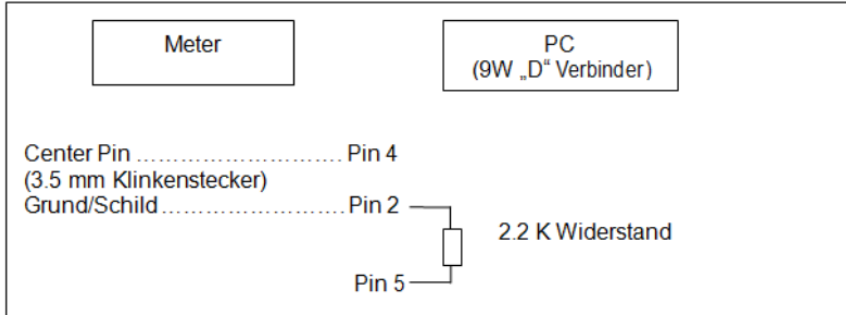 Meter
PC
(9W „D“ Verbinder)
Center Pin ............................ Pin 4
(3.5 mm Klinkenstecker)
Grund/Schild ......................... Pin 2
2.2 K Widerstand
Pin 5